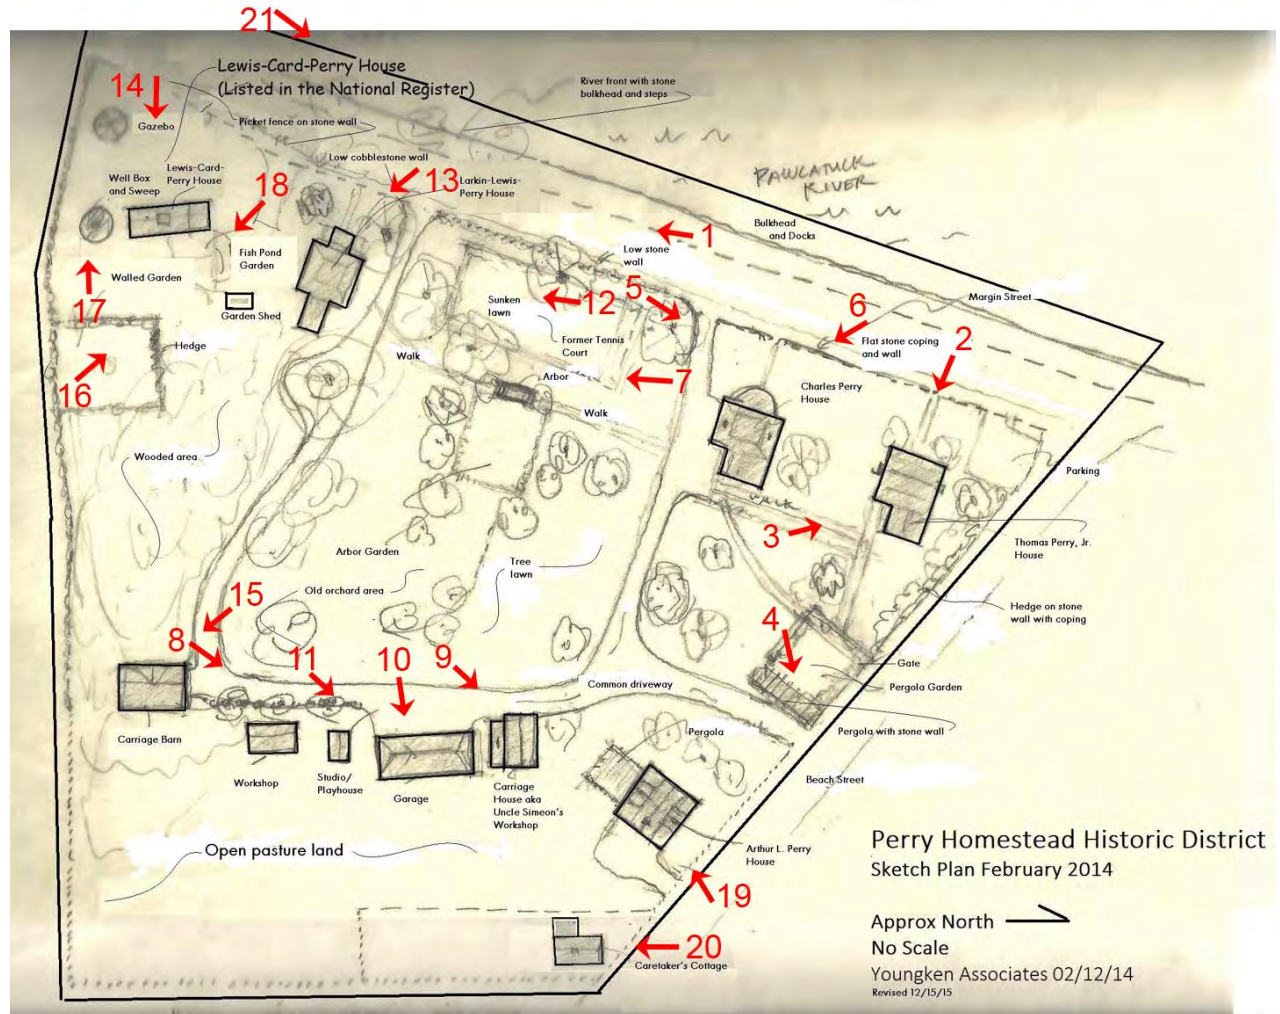 21
Lewis-Card-Perry House
(Listed in the National Register)
14
River front with stone
bulkhead and steps
Gazebo
Picket fence on stone wall
Low cobblestone wall
PAWCATUCK
RIVER
Well Box
and Sweep
Lewis-Card-
Perry House
18
13
Larkin-Lewis-
Perry House
Bulkhead
and Docks
1
Fish Pond
Garden
Low stone
wall
Walled Garden
17
Garden Shed
Sunken
lawn
12
5
6
Margin Street
2
Hedge
Former Tennis
Court
Flat stone coping
and wall
16
Walk
Arbor
7
Charles Perry
House
Walk
Wooded area
Parking
WALK
3
Arbor Garden
Tree
lawn
Thomas Perry, Jr.
House
15
Old orchard area
Hedge on stone
wall with coping
8
11
10
9
4
Common driveway
Gate
Pergola Garden
Carriage Barn
Pergola
Pergola with stone wall
Workshop
Studio/
Playhouse
Garage
Carriage
House aka
Uncle Simeon's
Workshop
Beach Street
Open pasture land
Arthur L. Perry
House
19
20
Caretaker's Cottage
Perry Homestead Historic District
Sketch Plan February 2014
Approx North
No Scale
Youngken Associates 02/12/14
Revised 12/15/15